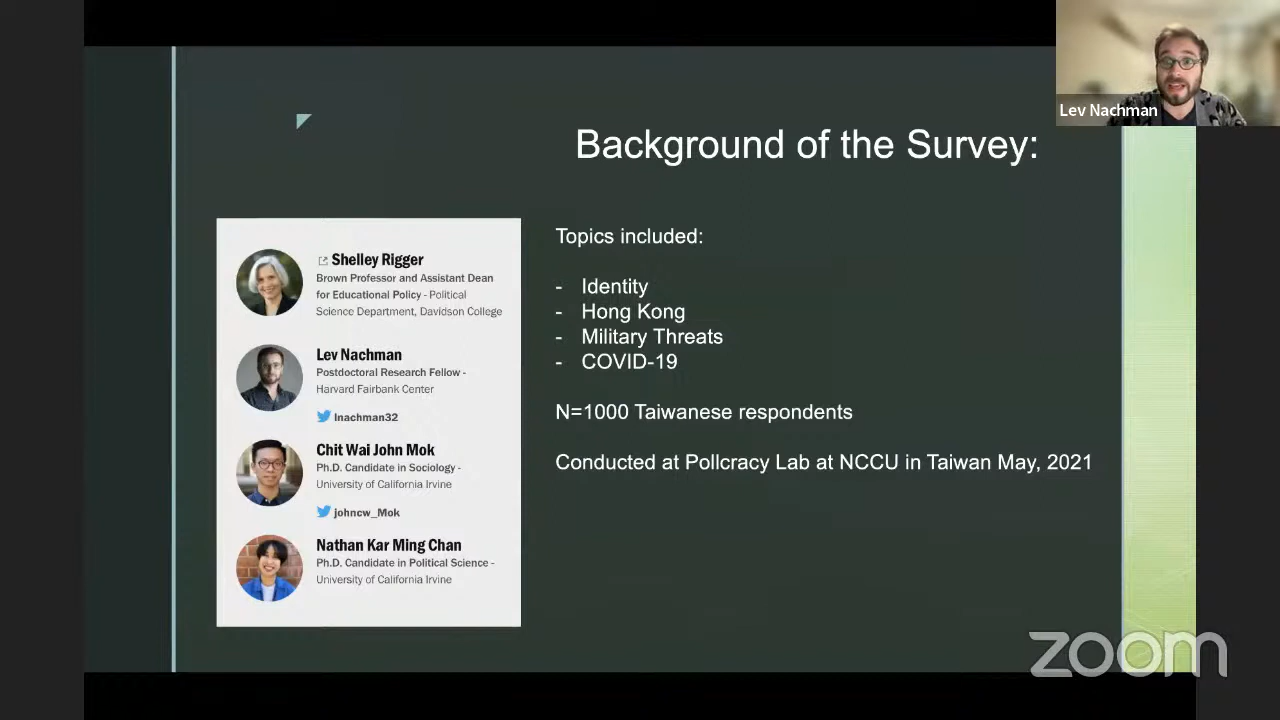 Lev Nachman
Background of the Survey:
Shelley Rigger
Brown Professor and Assistant Dean
for Educational Policy - Political
Science Department, Davidson College
Lev Nachman
Postdoctoral Research Fellow -
Harvard Fairbank Center
lnachman32
Chit Wai John Mok
Ph.D. Candidate in Sociology -
University of California Irvine
johncw_Mok
Nathan Kar Ming Chan
Ph.D. Candidate in Political Science -
University of California Irvine
Topics included:
- Identity
- Hong Kong
- Military Threats
- COVID-19
N=1000 Taiwanese respondents
Conducted at Pollcracy Lab at NCCU in Taiwan May, 2021
zoom